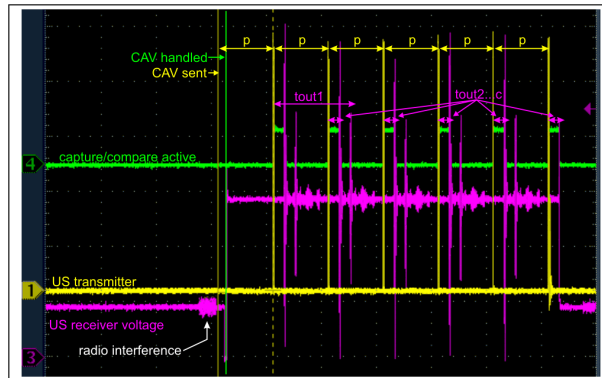 p p p p p p
CAV handled
CAV sent
tout1
tout2...c
4
capture/compare active
1
US transmitter
US receiver voltage
radio interference
3